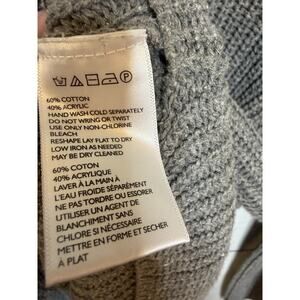 60% COTTON
40% ACRYLIC
HAND WASH COLD SEPARATELY
DO NOT WRING OR TWIST
USE ONLY NON-CHLORINE
BLEACH
RESHAPE LAY FLAT TO DRY
LOW IRON AS NEEDED
MAY BE DRY CLEANED
60% COTON
40% ACRYLIQUE
LAVER À LA MAIN À
L'EAU FROIDE SÉPARÉMENT
NE PAS TORDRE OU ESSORER
UTILISER UN AGENT DE
BLANCHIMENT SANS
CHLORE SI NÉCESSAIRE
METTRE EN FORME ET SECHER
À PLAT